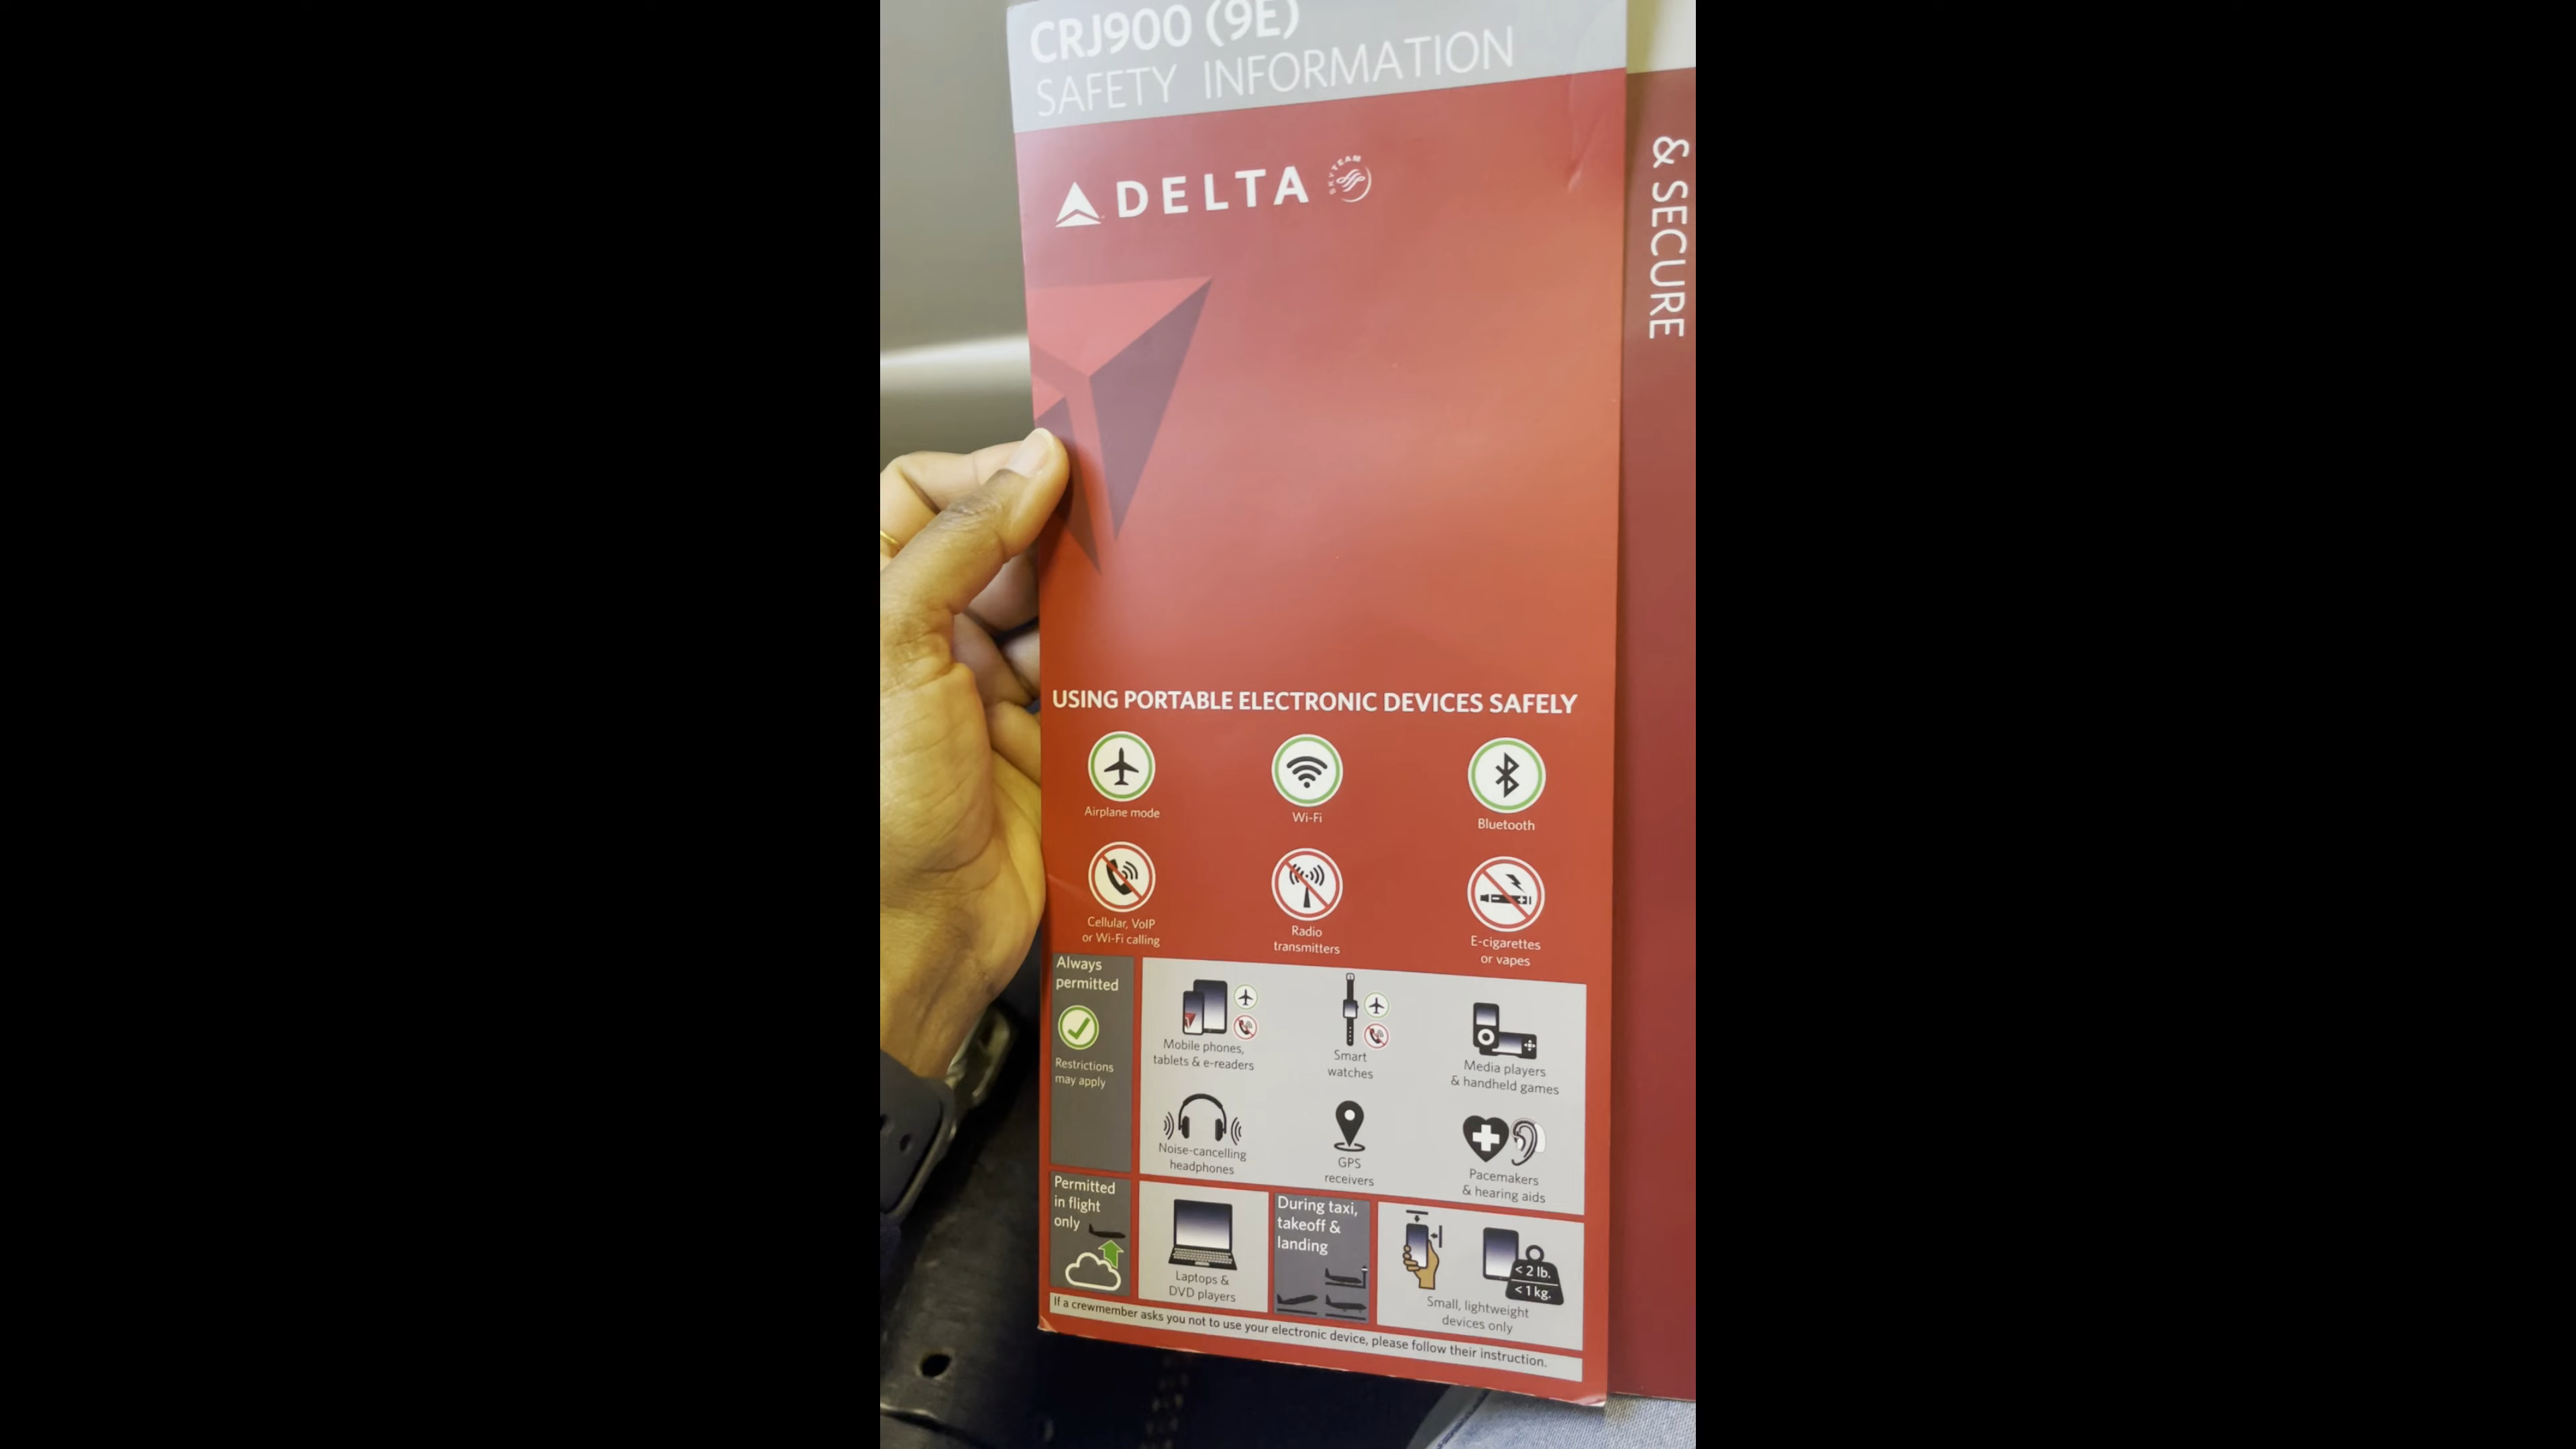 CRJ900 (9E)
SAFETY INFORMATION
DELTA
SKYTEAM
& SECURE
USING PORTABLE ELECTRONIC DEVICES SAFELY
Airplane mode
Wi-Fi
Bluetooth
Cellular, VoIP
or Wi-Fi calling
Radio
transmitters
E-cigarettes
or vapes
Always
permitted
Restrictions
may apply
Mobile phones,
tablets & e-readers
Smart
watches
Media players
& handheld games
Noise-cancelling
headphones
GPS
receivers
Pacemakers
& hearing aids
Permitted
in flight
only
Laptops &
DVD players
During taxi,
takeoff &
landing
< 2 lb.
< 1 kg.
Small, lightweight
devices only
If a crewmember asks you not to use your electronic device, please follow their instruction.